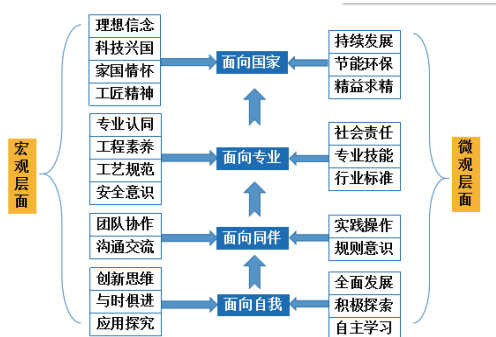 宏观层面
理想信念
科技兴国
家国情怀
工匠精神
面向国家
持续发展
节能环保
精益求精
专业认同
工程素养
工艺规范
安全意识
面向专业
社会责任
专业技能
行业标准
团队协作
沟通交流
面向同伴
实践操作
规则意识
创新思维
与时俱进
应用探究
面向自我
全面发展
积极探索
自主学习
微观层面